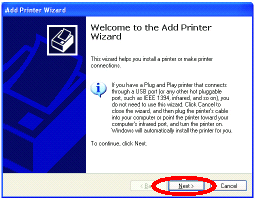 Add Printer Wizard
Welcome to the Add Printer
Wizard
This wizard helps you install a printer or make printer
connections.
If you have a Plug and Play printer that connects
through a USB port (or any other hot pluggable
port, such as IEEE 1394, infrared, and so on), you
do not need to use this wizard. Click Cancel to
close the wizard, and then plug the printer's cable
into your computer or point the printer toward your
computer's infrared port, and turn the printer on.
Windows will automatically install the printer for you.
To continue, click Next.
Next >
Cancel